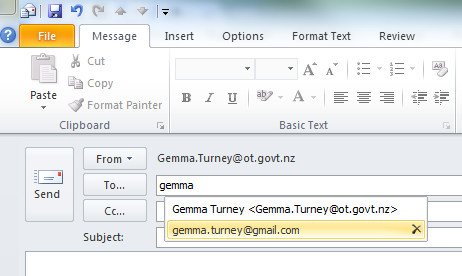 File Message Insert Options Format Text Review
Paste
Cut
Copy
Format Painter
Clipboard
Basic Text
From Gemma.Turney@ot.govt.nz
Send
To... gemma
Cc...
Gemma Turney <Gemma.Turney@ot.govt.nz>
gemma.turney@gmail.com
Subject: